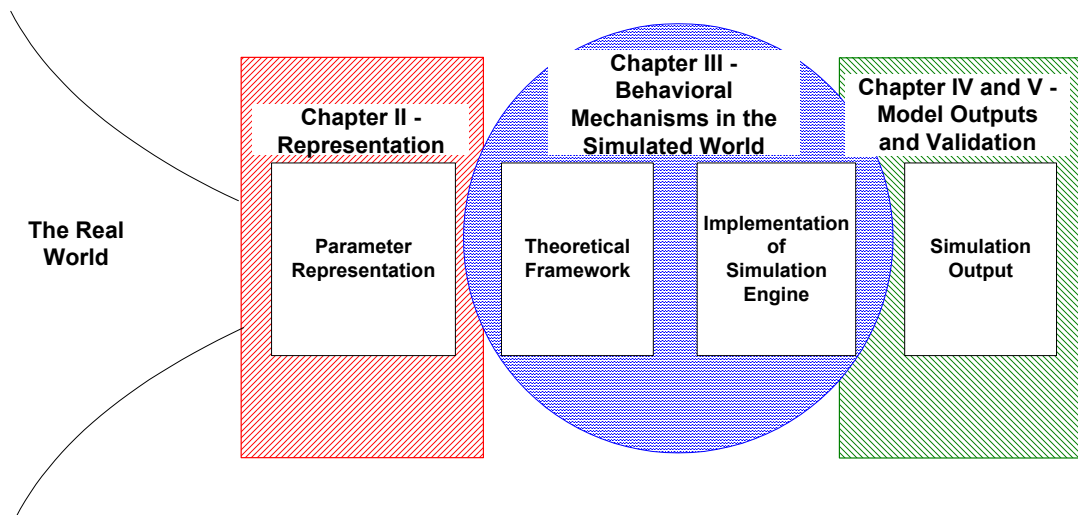 The Real
World
Chapter II -
Representation
Parameter
Representation
Chapter III -
Behavioral
Mechanisms in the
Simulated World
Theoretical
Framework
Implementation
of
Simulation
Engine
Chapter IV and V -
Model Outputs
and Validation
Simulation
Output